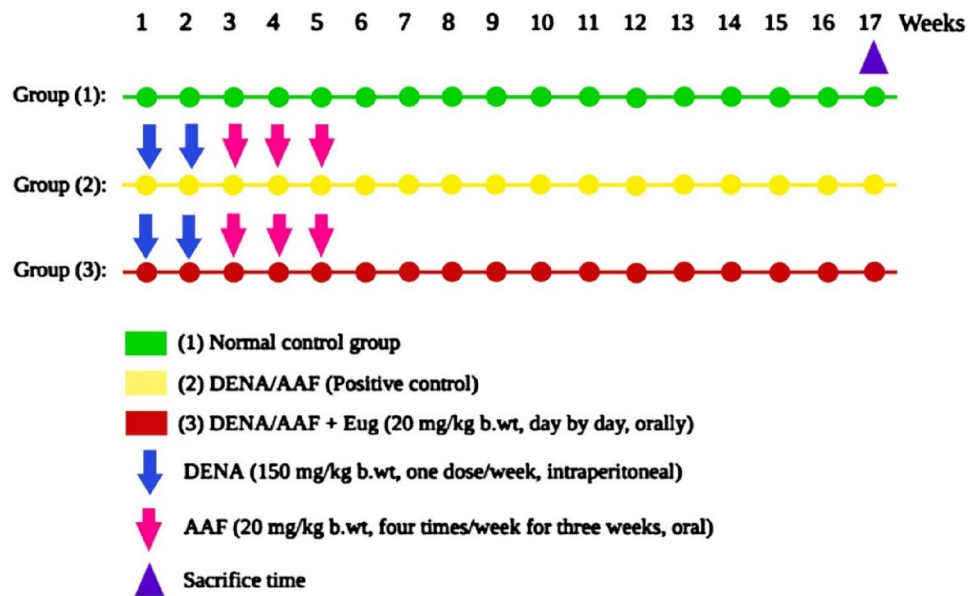 1 2 3 4 5 6 7 8 9 10 11 12 13 14 15 16 17 Weeks
Group (1):
Group (2):
Group (3):
(1) Normal control group
(2) DENA/AAF (Positive control)
(3) DENA/AAF + Eug (20 mg/kg b.wt, day by day, orally)
DENA (150 mg/kg b.wt, one dose/week, intraperitoneal)
AAF (20 mg/kg b.wt, four times/week for three weeks, oral)
Sacrifice time